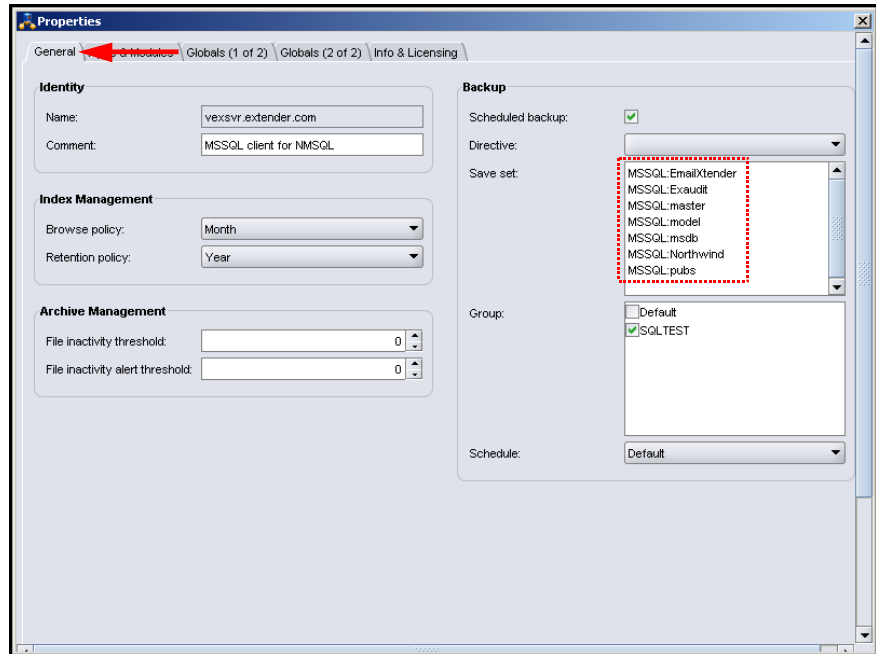 Properties
General
& Modules
Globals (1 of 2)
Globals (2 of 2)
Info & Licensing
Identity
Name:
vexsvr.extender.com
Comment:
MSSQL client for NMSQL
Index Management
Browse policy:
Month
Retention policy:
Year
Archive Management
File inactivity threshold:
0
File inactivity alert threshold:
0
Backup
Scheduled backup:
Directive:
Save set:
MSSQL:EmailXtender
MSSQL:Exaudit
MSSQL:master
MSSQL:model
MSSQL:msdb
MSSQL:Northwind
MSSQL:pubs
Group:
Default
SQLTEST
Schedule:
Default